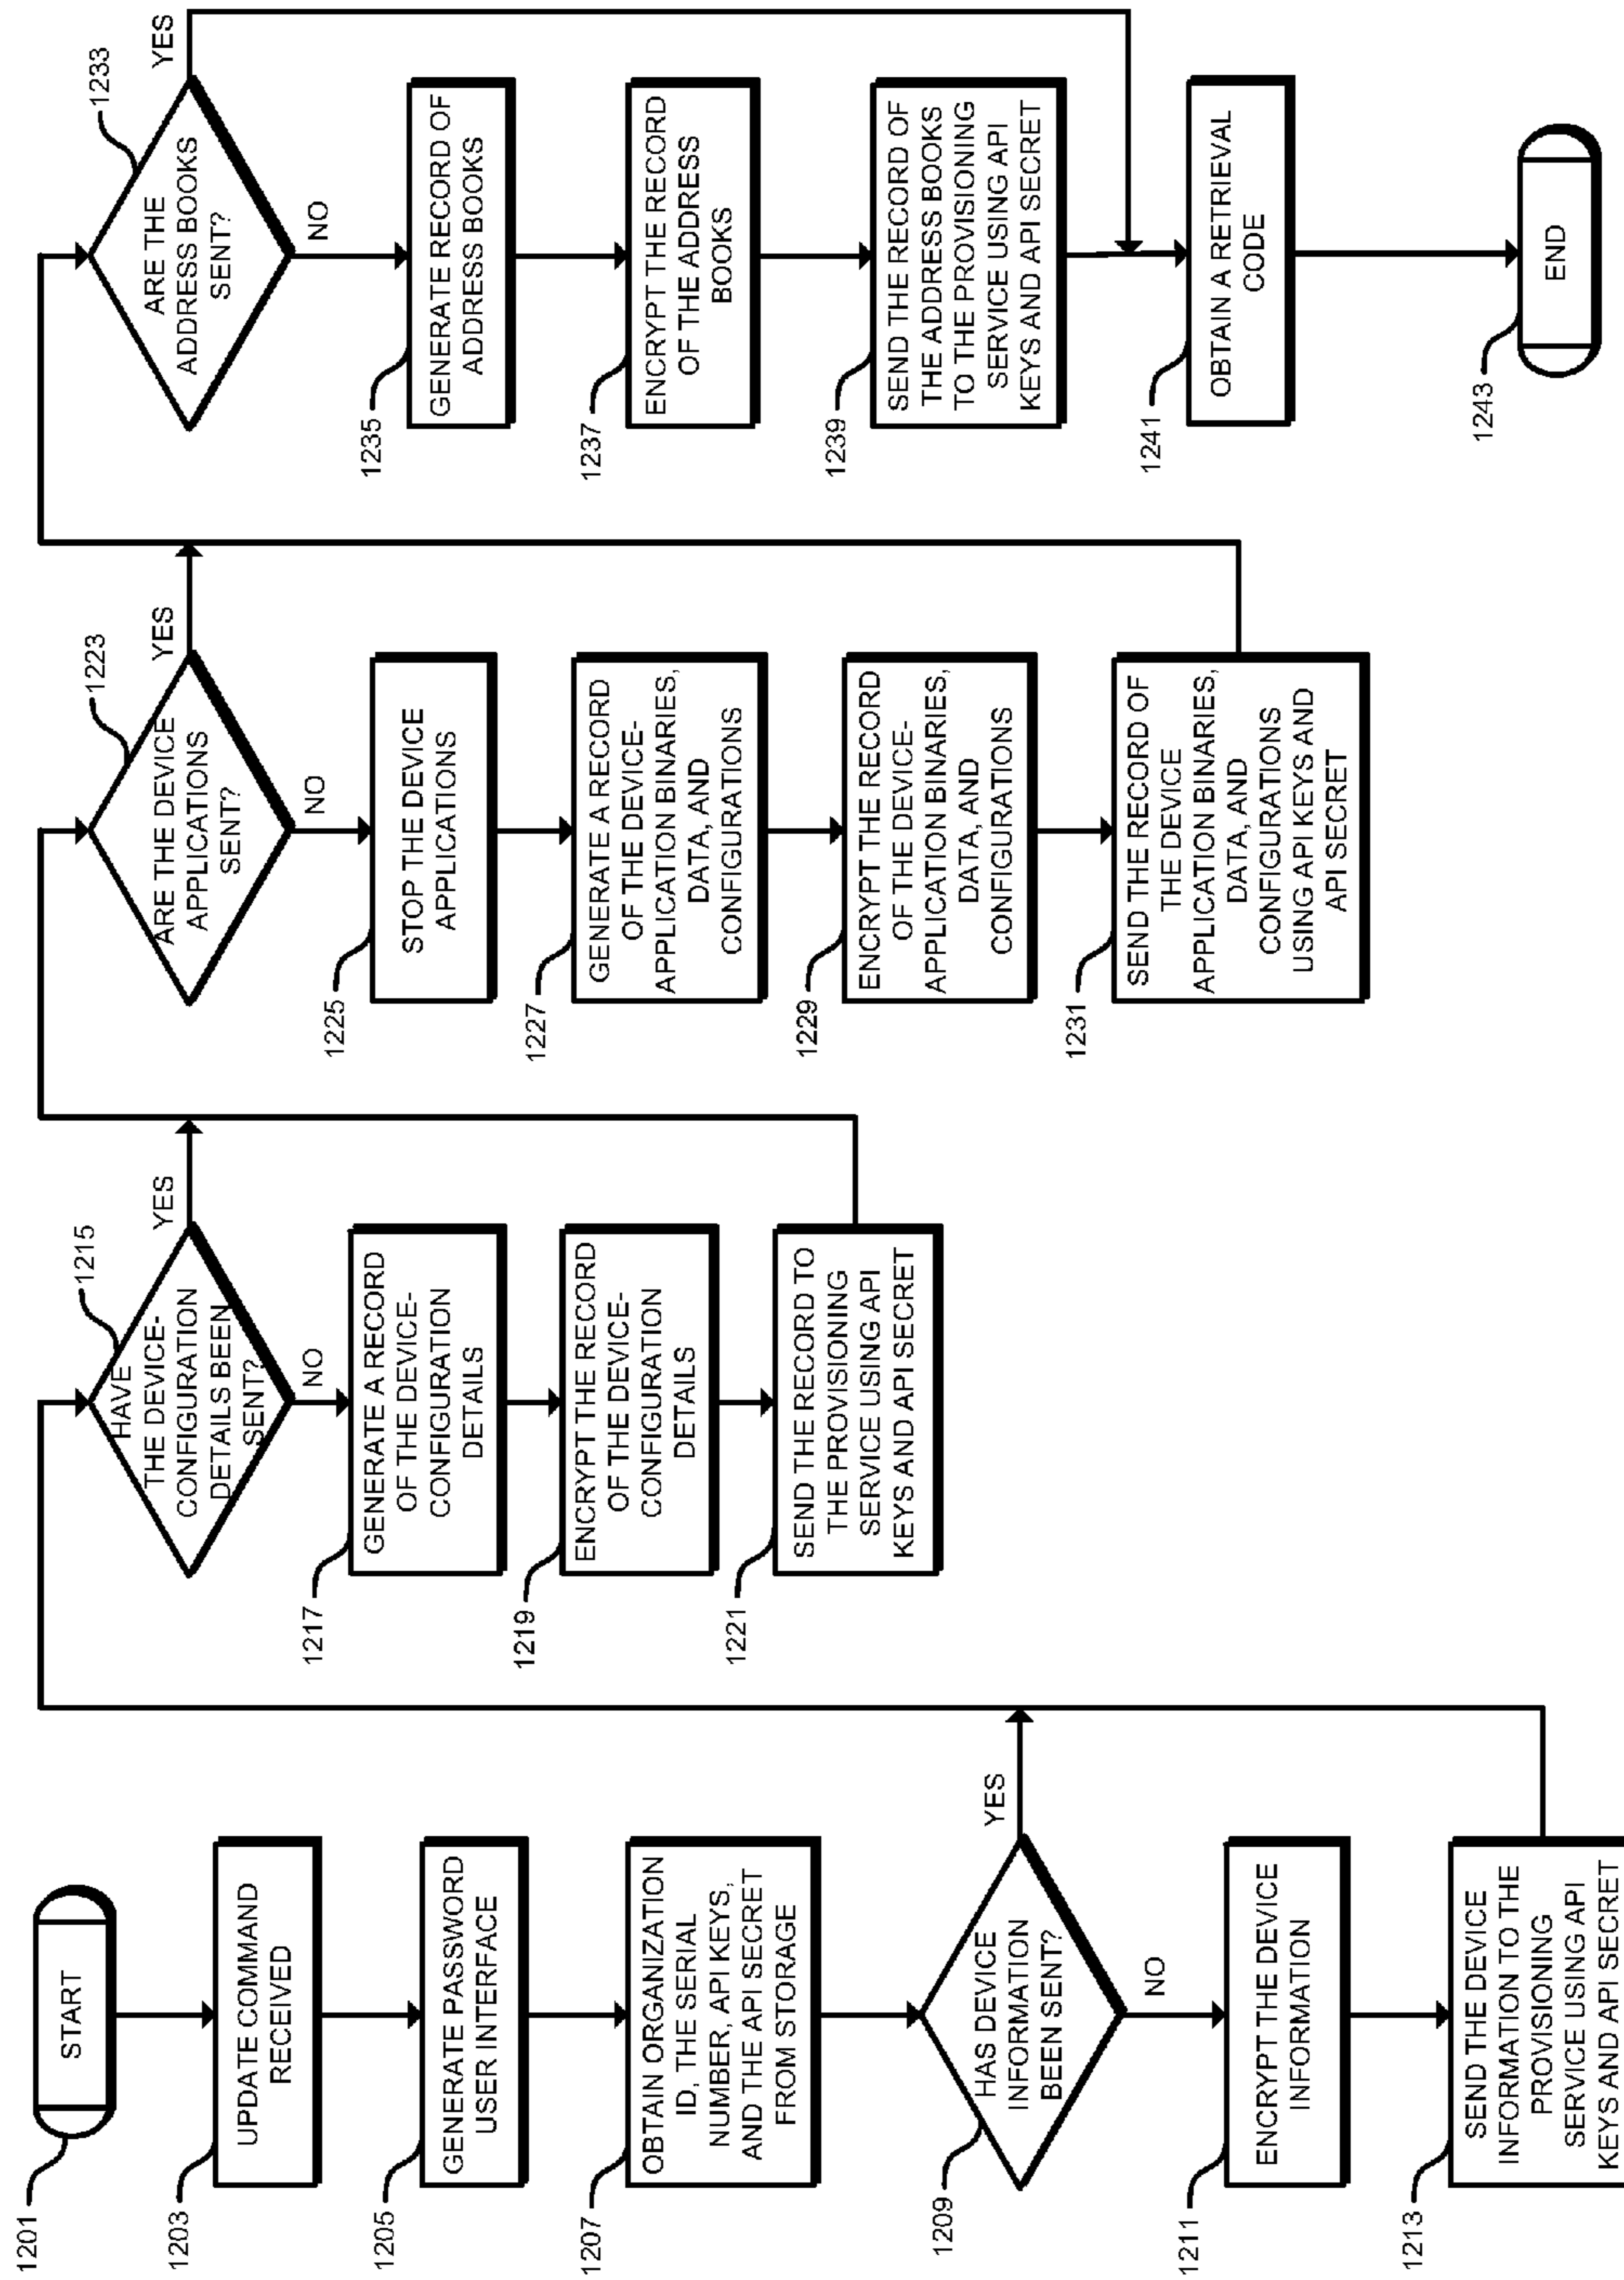 START
1201
UPDATE COMMAND
RECEIVED
1203
GENERATE PASSWORD
USER INTERFACE
1205
OBTAIN ORGANIZATION
ID, THE SERIAL
NUMBER, API KEYS,
AND THE API SECRET
FROM STORAGE
1207
HAS DEVICE
INFORMATION
BEEN SENT?
1209
YES
NO
ENCRYPT THE DEVICE
INFORMATION
1211
SEND THE DEVICE
INFORMATION TO THE
PROVISIONING
SERVICE USING API
KEYS AND API SECRET
1213
HAVE
THE DEVICE-
CONFIGURATION
DETAILS BEEN
SENT?
1215
YES
NO
GENERATE A RECORD
OF THE DEVICE-
CONFIGURATION
DETAILS
1217
ENCRYPT THE RECORD
OF THE DEVICE-
CONFIGURATION
DETAILS
1219
SEND THE RECORD TO
THE PROVISIONING
SERVICE USING API
KEYS AND API SECRET
1221
ARE THE DEVICE
APPLICATIONS
SENT?
1223
YES
NO
STOP THE DEVICE
APPLICATIONS
1225
GENERATE A RECORD
OF THE DEVICE-
APPLICATION BINARIES,
DATA, AND
CONFIGURATIONS
1227
ENCRYPT THE RECORD
OF THE DEVICE-
APPLICATION BINARIES,
DATA, AND
CONFIGURATIONS
1229
SEND THE RECORD OF
THE DEVICE
APPLICATION BINARIES,
DATA, AND
CONFIGURATIONS
USING API KEYS AND
API SECRET
1231
ARE THE
ADDRESS BOOKS
SENT?
1233
YES
NO
GENERATE RECORD OF
ADDRESS BOOKS
1235
ENCRYPT THE RECORD
OF THE ADDRESS
BOOKS
1237
SEND THE RECORD OF
THE ADDRESS BOOKS
TO THE PROVISIONING
SERVICE USING API
KEYS AND API SECRET
1239
OBTAIN A RETRIEVAL
CODE
1241
END
1243